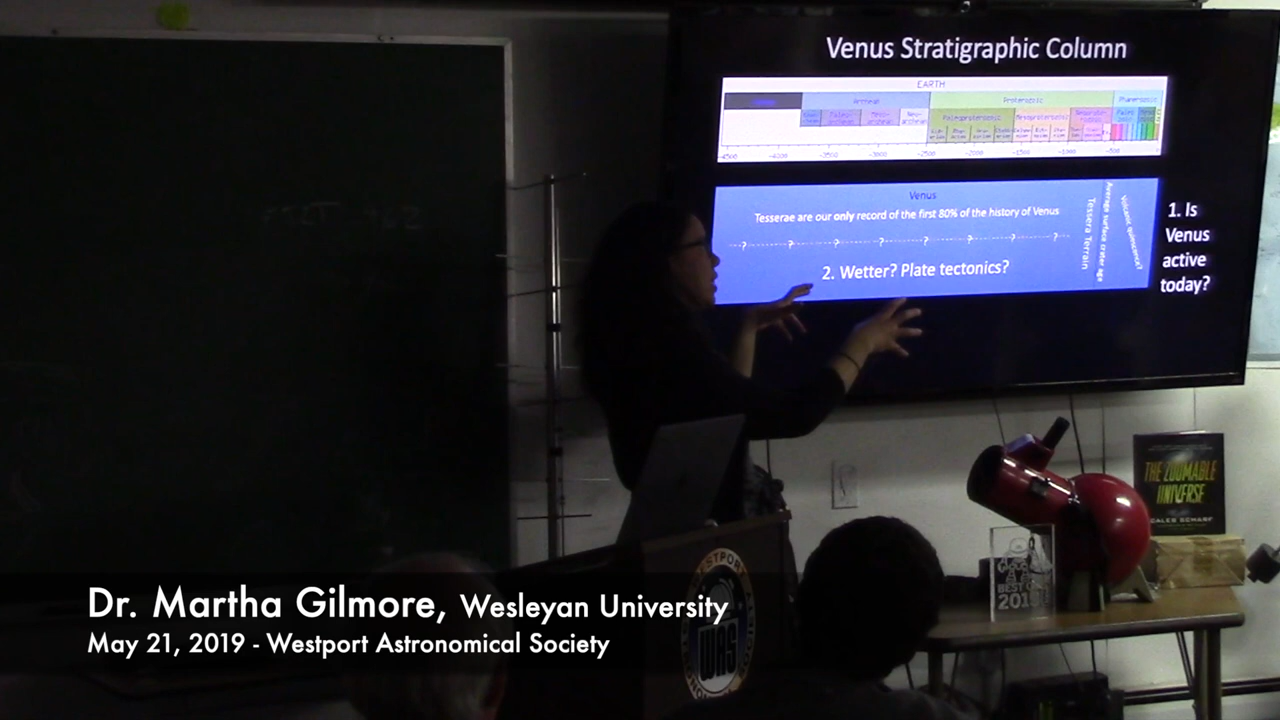 Venus Stratigraphic Column
EARTH
Archean
Proterozoic
Phanerozoic
Paleoproterozoic
Mesoproterozoic
-4500
-4000
-3500
-3000
-2500
-2000
-1500
-1000
-500
Venus
Tesserae are our only record of the first 80% of the history of Venus
?
?
?
?
?
?
?
?
2. Wetter? Plate tectonics?
Tessera Terrain
Average surface crater age
Volcanic quiescence?
1. Is
Venus
active
today?
THE ZOOMABLE
UNIVERSE
CALEB SCHARF
BEST
WESTPORT
WAS
Dr. Martha Gilmore, Wesleyan University
May 21, 2019 - Westport Astronomical Society